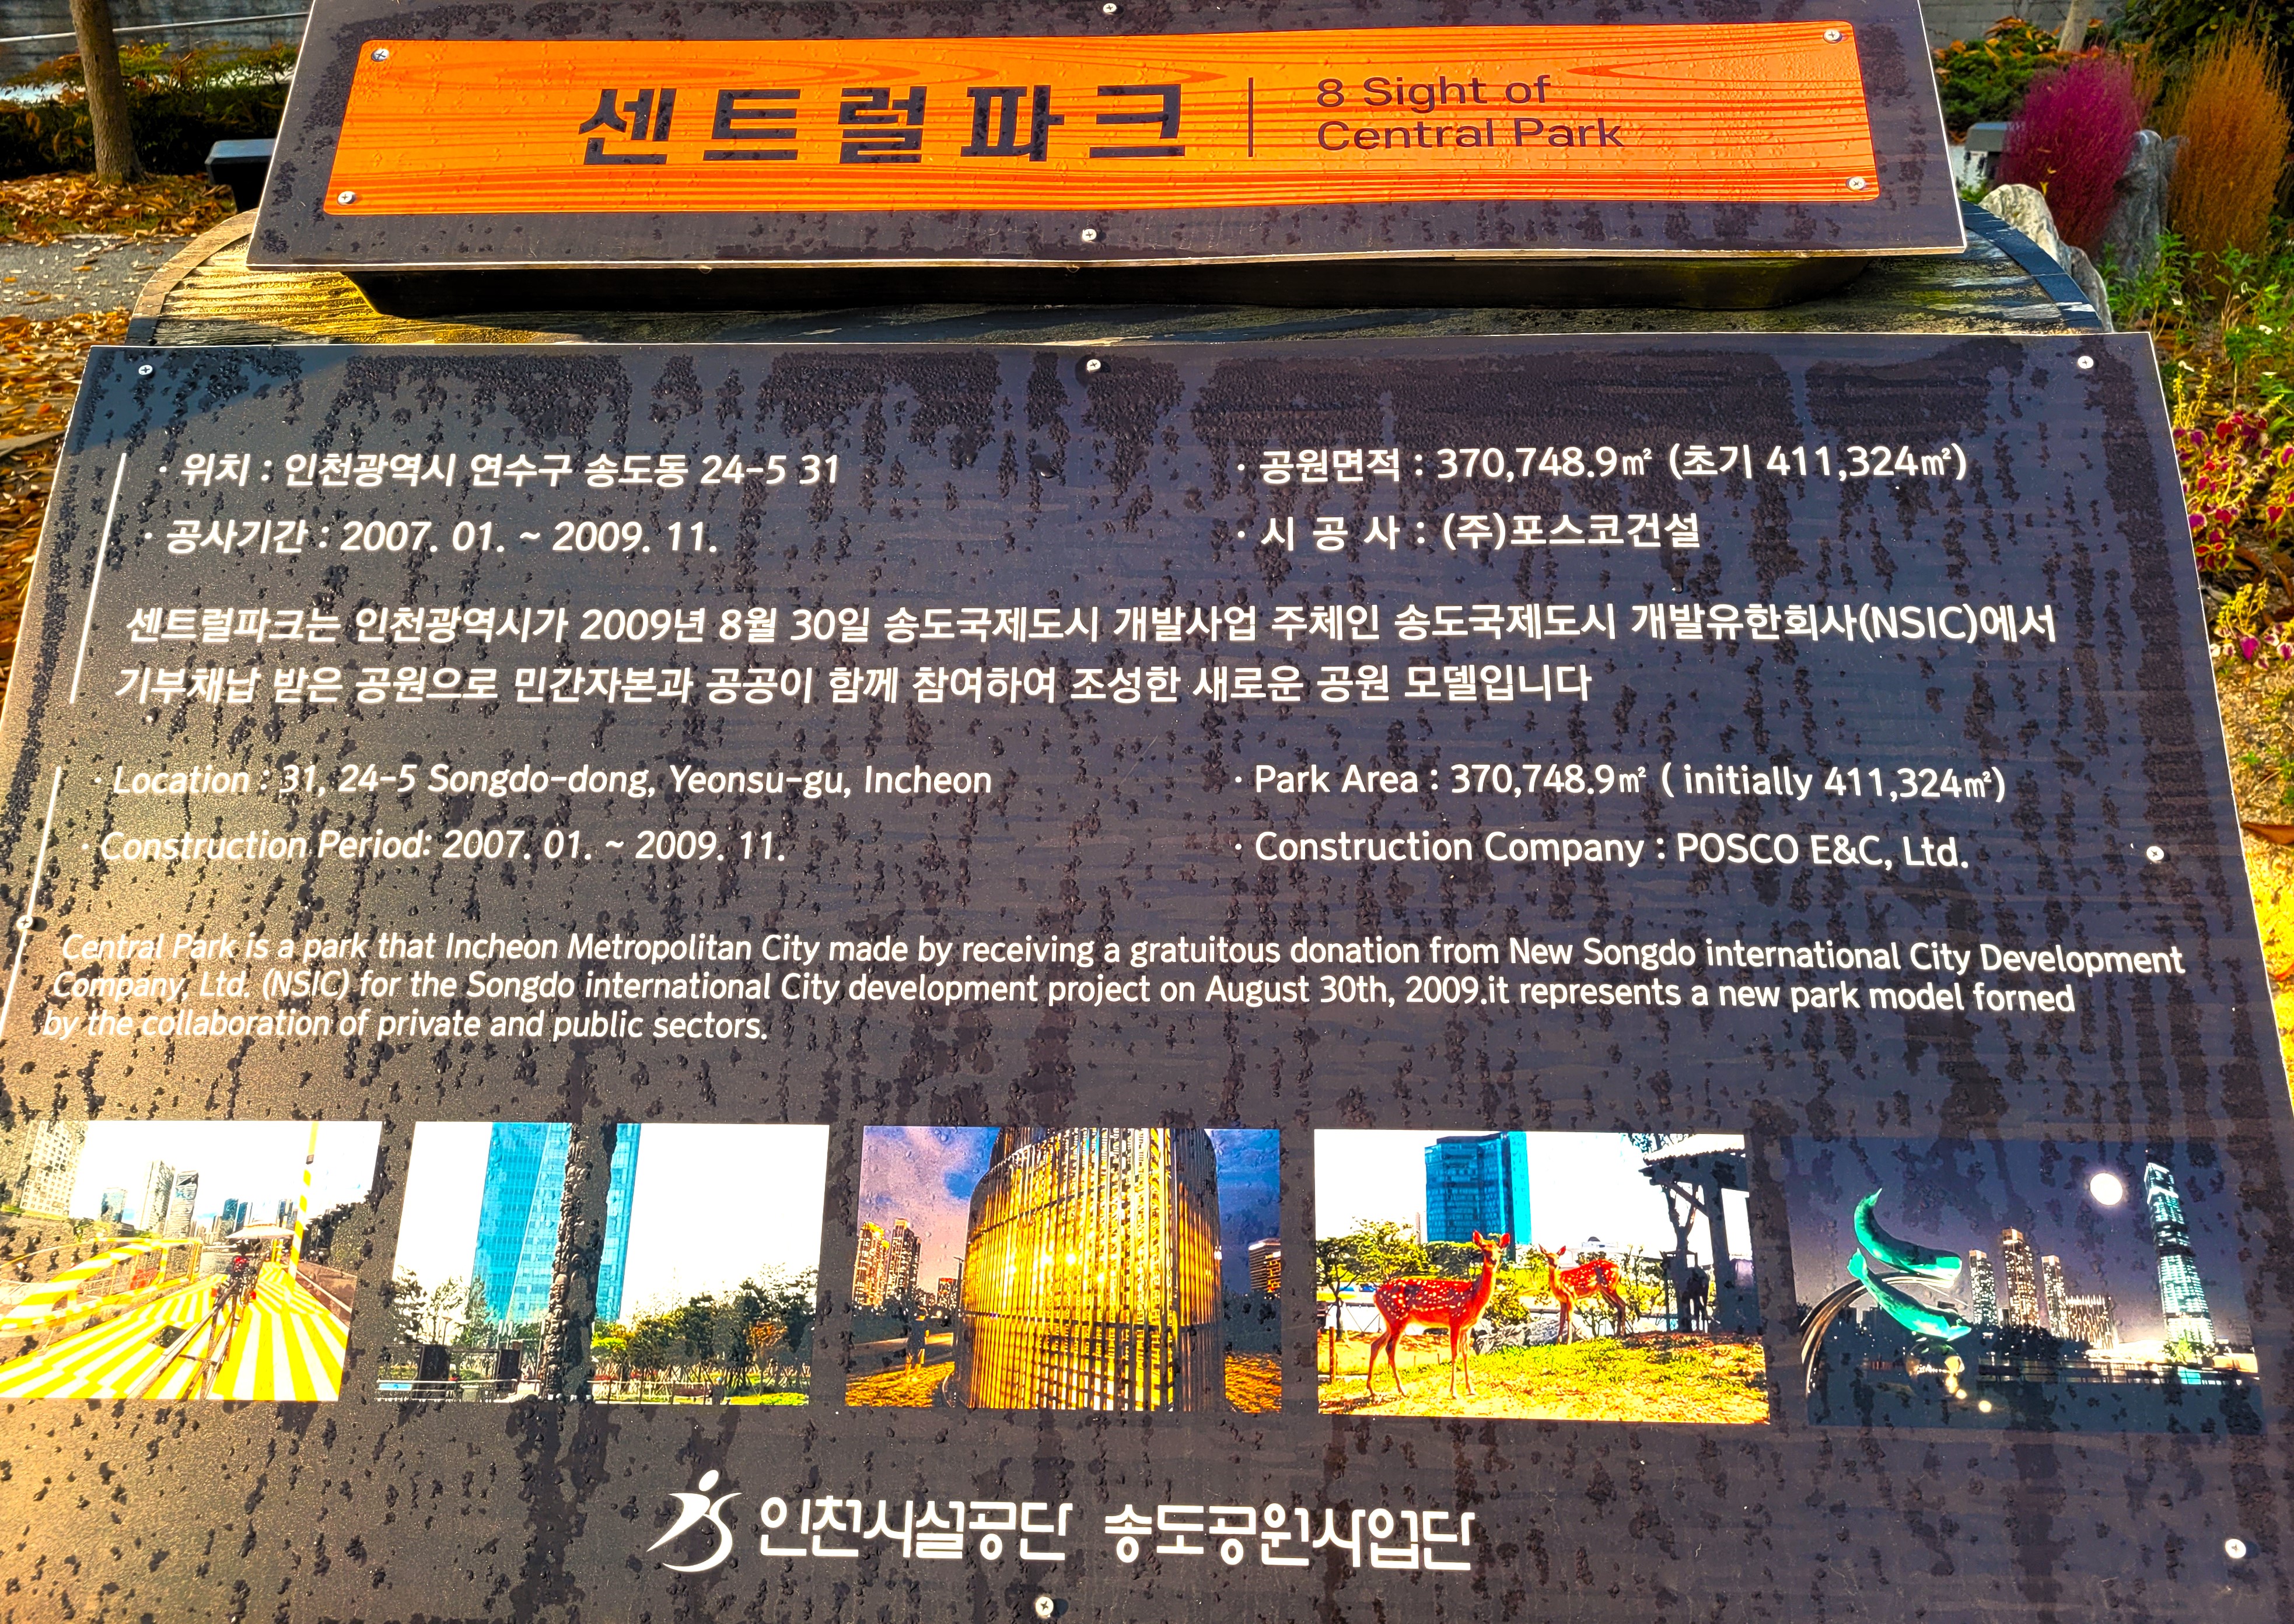 센트럴파크
8 Sight of
Central Park
· 위치 : 인천광역시 연수구 송도동 24-5 31
· 공사기간 : 2007. 01. ~ 2009. 11.
· 공원면적 : 370,748.9㎡ (초기 411,324㎡)
· 시 공 사 : (주)포스코건설
센트럴파크는 인천광역시가 2009년 8월 30일 송도국제도시 개발사업 주체인 송도국제도시 개발유한회사(NSIC)에서
기부채납 받은 공원으로 민간자본과 공공이 함께 참여하여 조성한 새로운 공원 모델입니다
· Location : 31, 24-5 Songdo-dong, Yeonsu-gu, Incheon
· Construction Period: 2007. 01. ~ 2009. 11.
· Park Area : 370,748.9㎡ ( initially 411,324㎡)
· Construction Company : POSCO E&C, Ltd.
Central Park is a park that Incheon Metropolitan City made by receiving a gratuitous donation from New Songdo international City Development
Company, Ltd. (NSIC) for the Songdo international City development project on August 30th, 2009.it represents a new park model forned
by the collaboration of private and public sectors.
인천시설공단 송도공원사업단